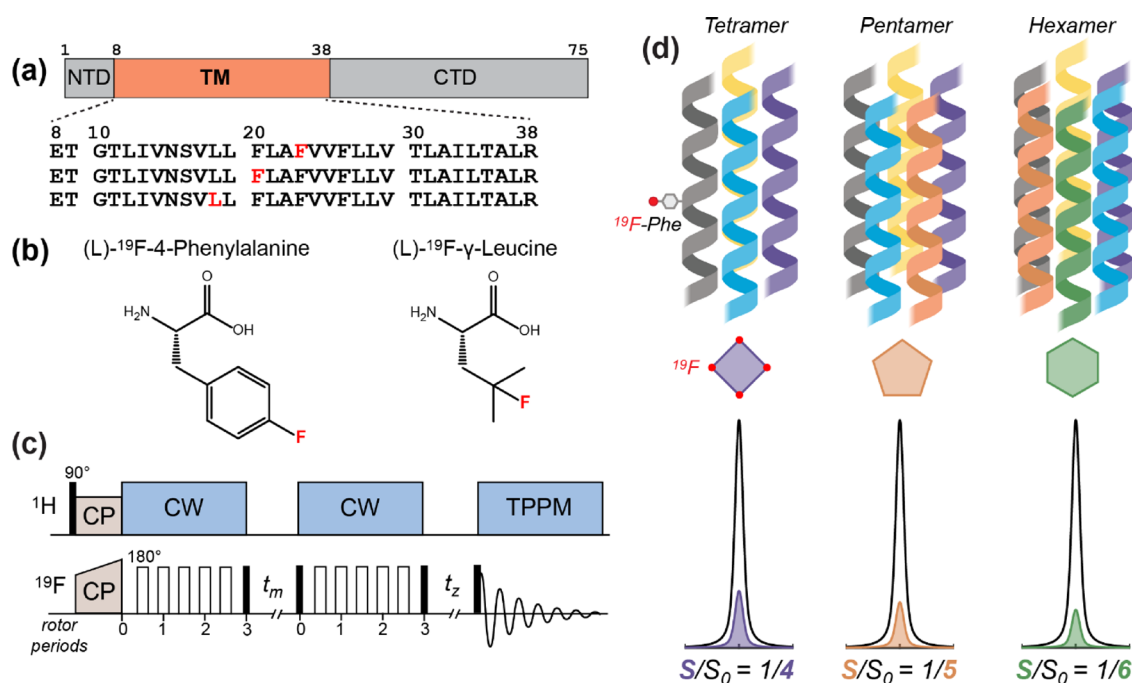 (a)
1 8 38 75
NTD TM CTD
8 10 20 30 38
ET GTLIVNSVLL FLAFVVFLLV TLAILTALR
ET GTLIVNSVLL FLAFVVFLLV TLAILTALR
ET GTLIVNSVLL FLAFVVFLLV TLAILTALR
(b)
(L)-¹⁹F-4-Phenylalanine
O
H₂N
OH
F
(L)-¹⁹F-γ-Leucine
O
H₂N
OH
F
(c)
90°
¹H
CP CW CW TPPM
180°
¹⁹F
CP tₘ t_z
rotor
periods
0 1 2 3 0 1 2 3
(d)
Tetramer Pentamer Hexamer
¹⁹F-Phe
¹⁹F
S/S₀ = 1/4 S/S₀ = 1/5 S/S₀ = 1/6